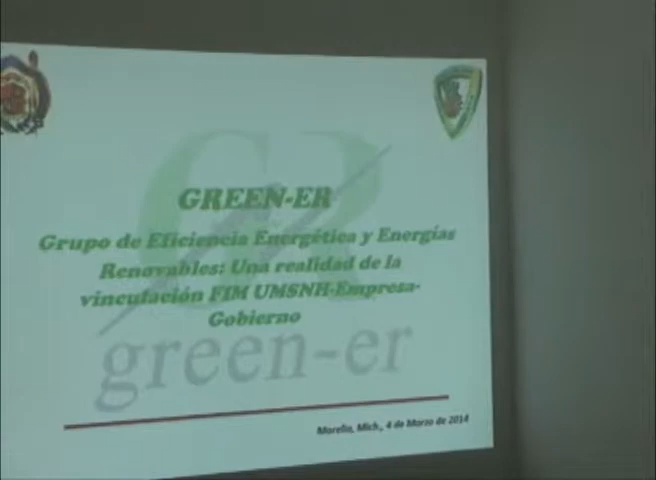 GREEN-ER
Grupo de Eficiencia Energética y Energías
Renovables: Una realidad de la
vinculación FIM UMSNH-Empresa-
Gobierno
green-er
Morelia, Mich., 4 de Marzo de 2014